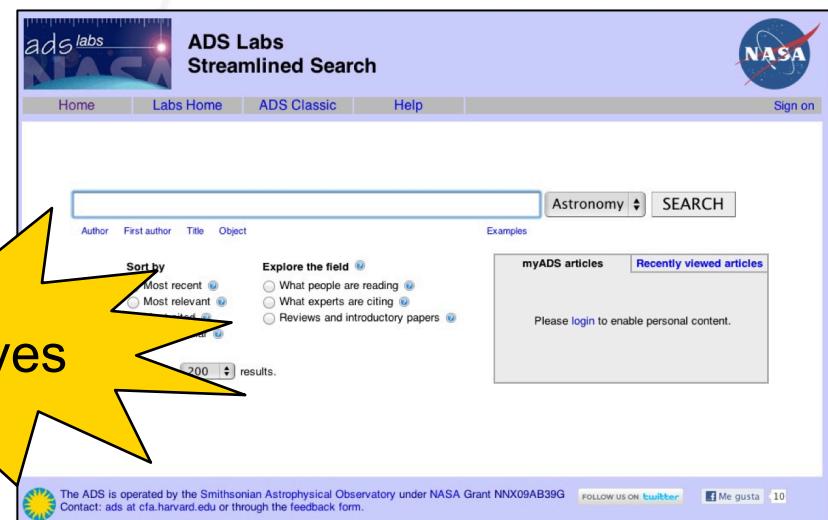 ads labs
NASA
ADS Labs
Streamlined Search
NASA
Home Labs Home ADS Classic Help Sign on
Astronomy SEARCH
Author First author Title Object Examples
Sort by
Most recent
Most relevant
Explore the field
What people are reading
What experts are citing
Reviews and introductory papers
myADS articles Recently viewed articles
Please login to enable personal content.
200 results.
The ADS is operated by the Smithsonian Astrophysical Observatory under NASA Grant NNX09AB39G
Contact: ads at cfa.harvard.edu or through the feedback form.
FOLLOW US ON twitter
Me gusta 10